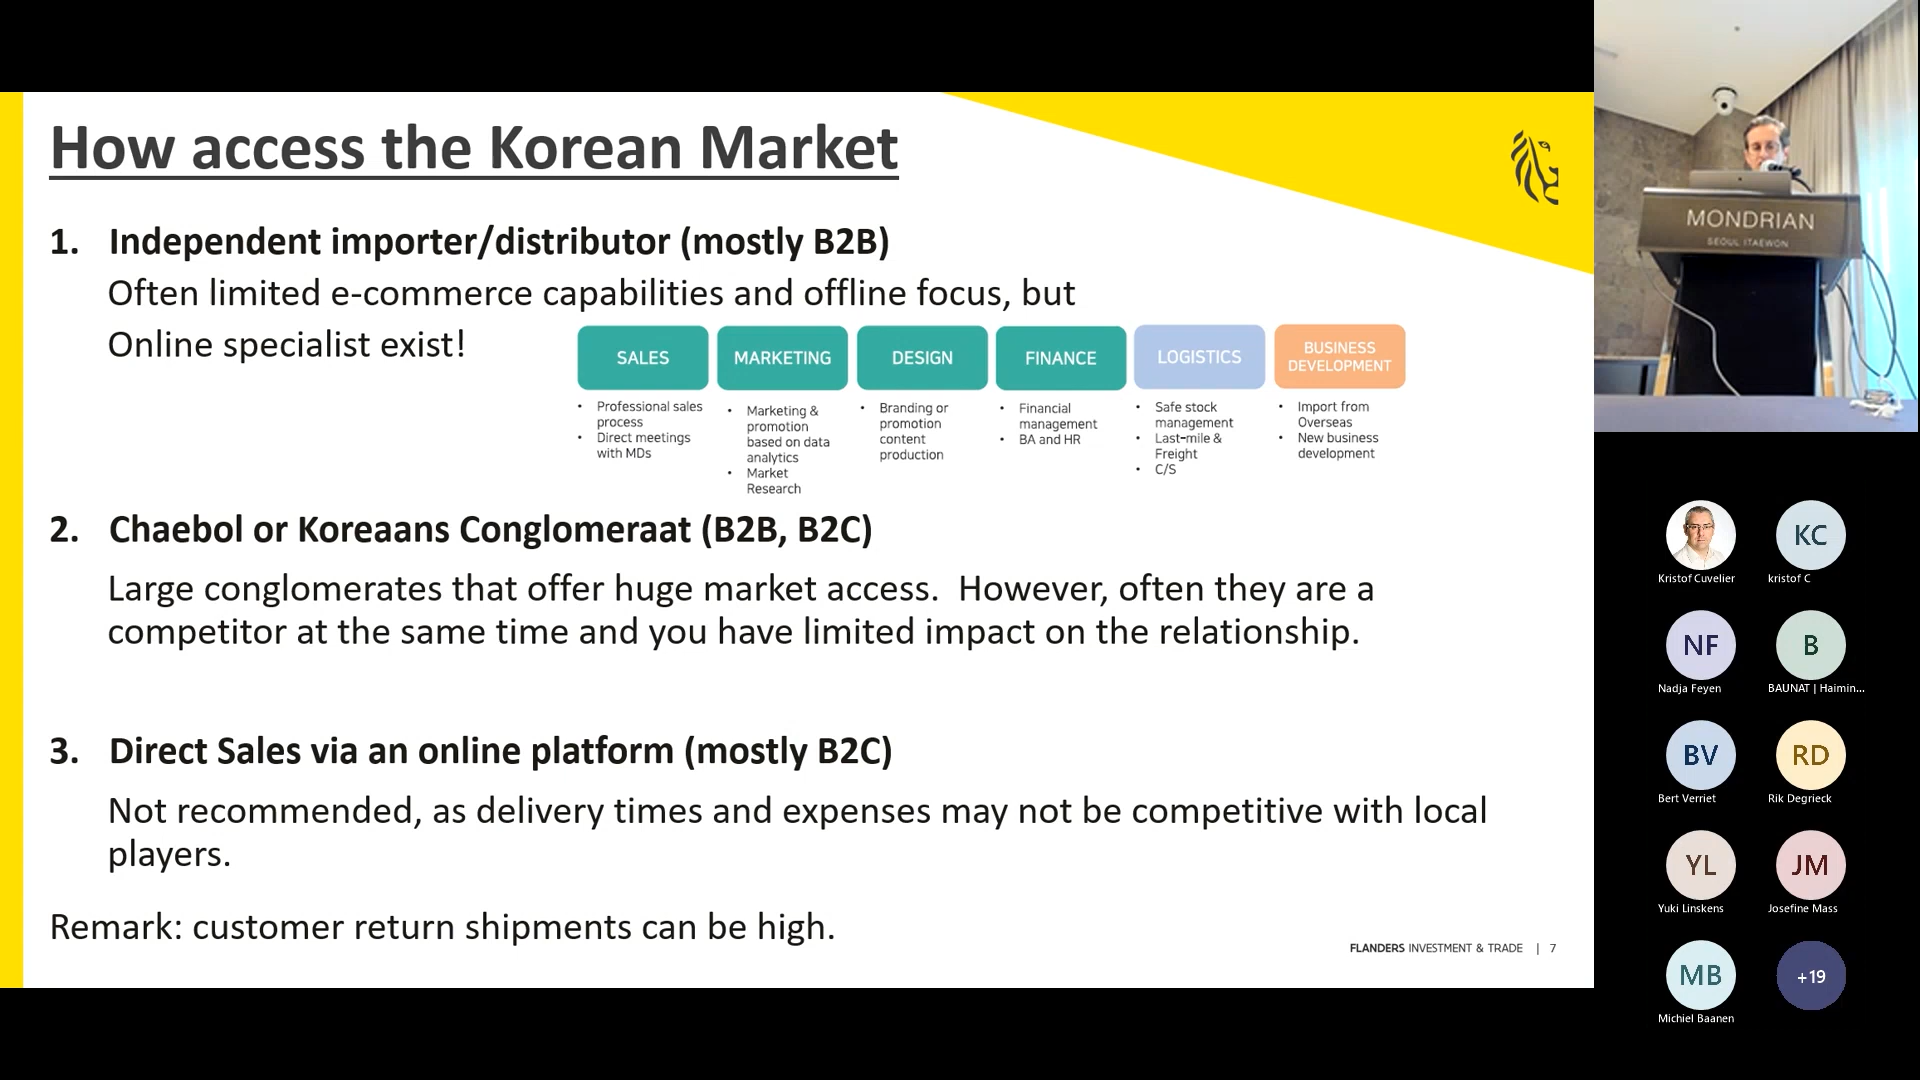 How access the Korean Market
1. Independent importer/distributor (mostly B2B)
Often limited e-commerce capabilities and offline focus, but
Online specialist exist!
SALES
• Professional sales
process
• Direct meetings
with MDs
MARKETING
• Marketing &
promotion
based on data
analytics
• Market
Research
DESIGN
• Branding or
promotion
content
production
FINANCE
• Financial
management
• BA and HR
LOGISTICS
• Safe stock
management
• Last-mile &
Freight
• C/S
BUSINESS
DEVELOPMENT
• Import from
Overseas
• New business
development
2. Chaebol or Koreaans Conglomeraat (B2B, B2C)
Large conglomerates that offer huge market access.  However, often they are a
competitor at the same time and you have limited impact on the relationship.
3. Direct Sales via an online platform (mostly B2C)
Not recommended, as delivery times and expenses may not be competitive with local
players.
Remark: customer return shipments can be high.
FLANDERS INVESTMENT & TRADE | 7
MONDRIAN
SEOUL ITAEWON
Kristof Cuvelier
KC
kristof C
NF
Nadja Feyen
B
BAUNAT | Haimin...
BV
Bert Verriet
RD
Rik Degrieck
YL
Yuki Linskens
JM
Josefine Mass
MB
Michiel Baanen
+19